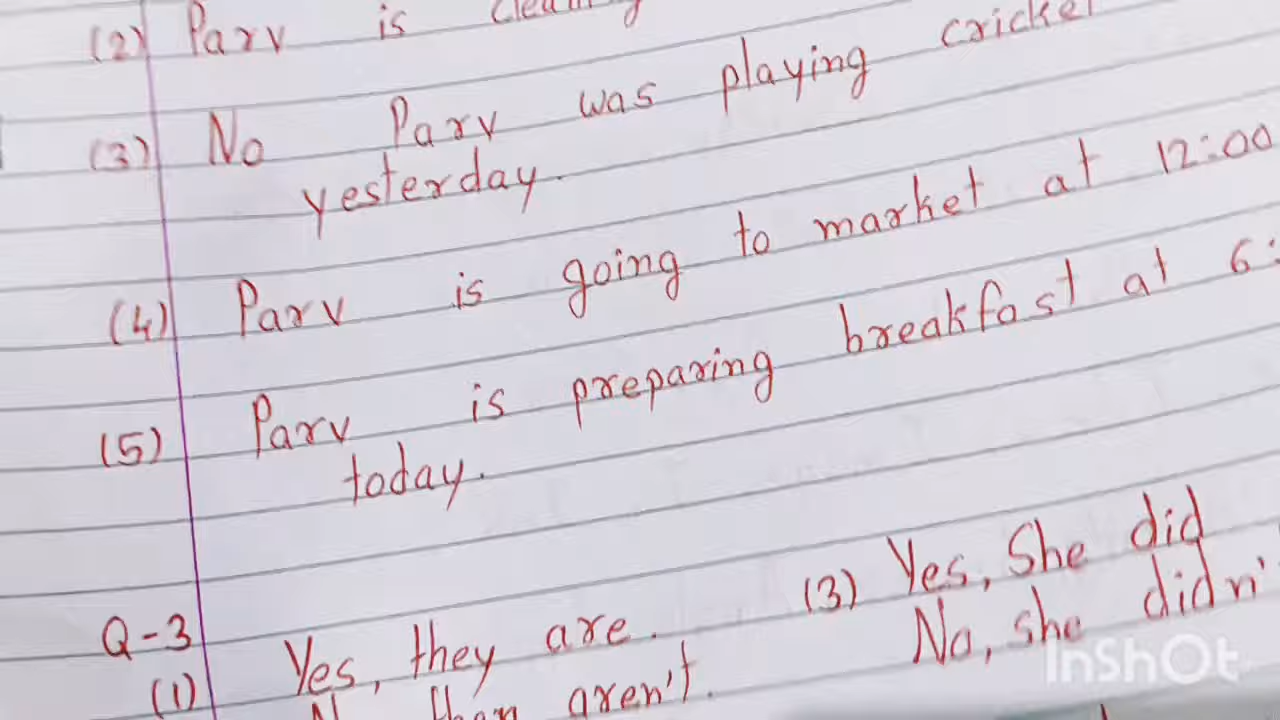 (2) Parv is
(3) No Parv was playing cricket
yesterday.
(4) Parv is going to market at 12:00
(5) Parv is preparing breakfast at 6:
today.
Q-3
(1) Yes, they are.
aren't.
(3) Yes, She did
No, she didn'
InShOt